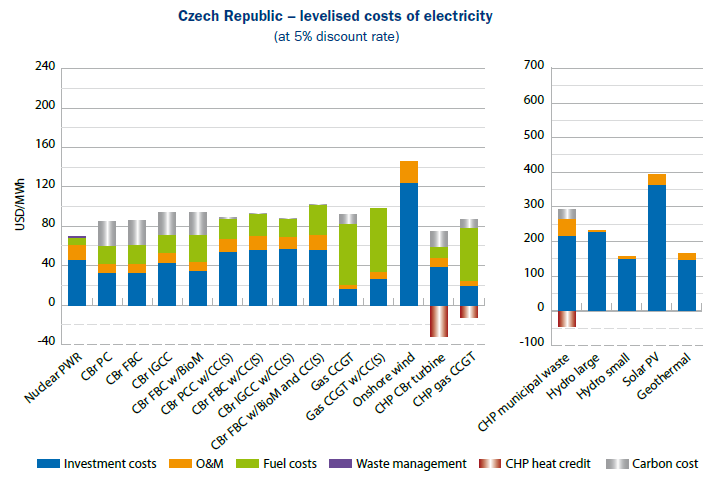 Czech Republic – levelised costs of electricity
(at 5% discount rate)
USD/MWh
240
200
160
120
80
40
0
-40
Nuclear PWR
CBr PC
CBr FBC
CBr IGCC
CBr FBC w/BioM
CBr PCC w/CC(S)
CBr FBC w/CC(S)
CBr IGCC w/CC(S)
CBr FBC w/BioM and CC(S)
Gas CCGT
Gas CCGT w/CC(S)
Onshore wind
CHP CBr turbine
CHP gas CCGT
700
600
500
400
300
200
100
0
-100
CHP municipal waste
Hydro large
Hydro small
Solar PV
Geothermal
Investment costs O&M Fuel costs Waste management CHP heat credit Carbon cost